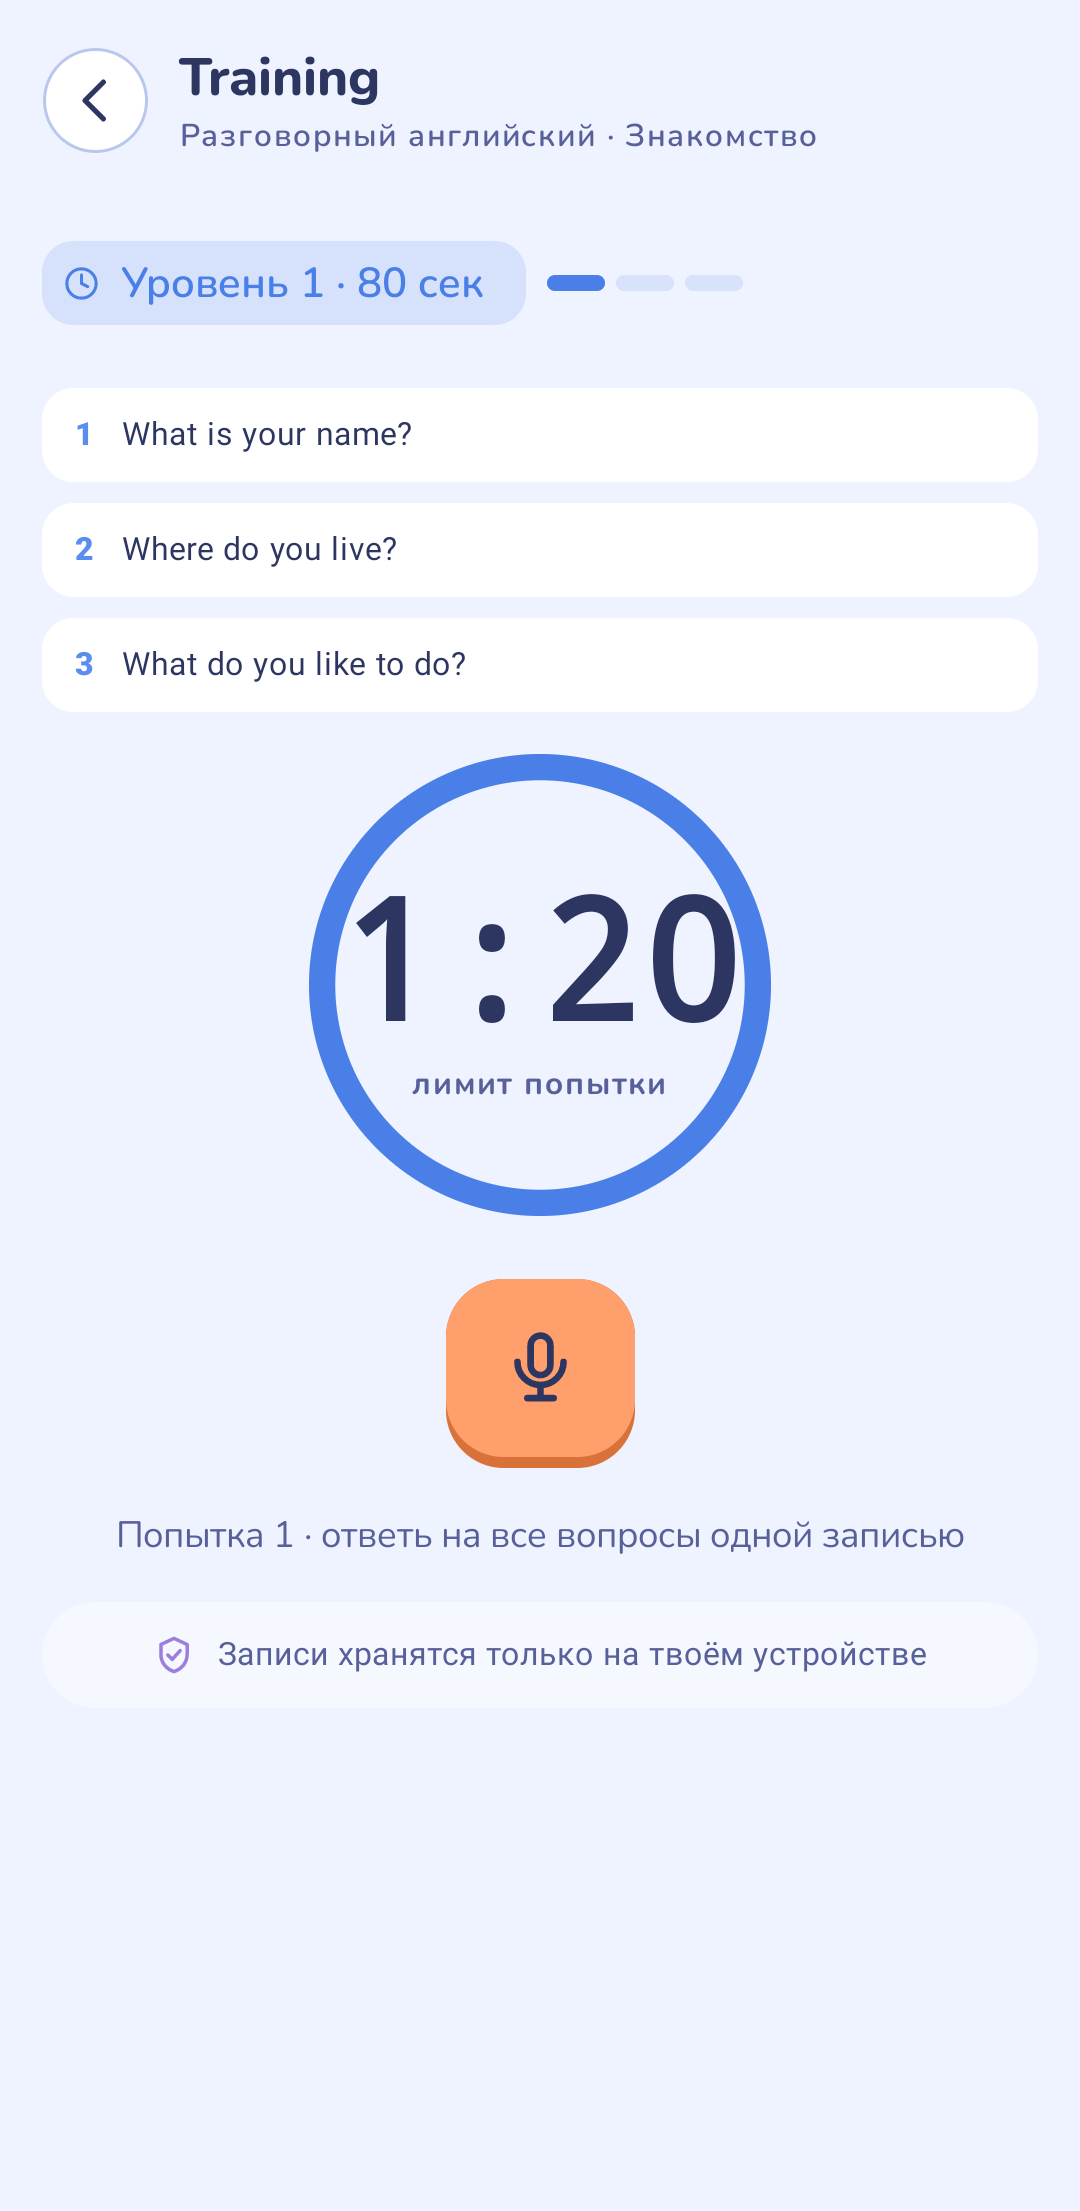 Training
Разговорный английский · Знакомство
Уровень 1 · 80 сек
1 What is your name?
2 Where do you live?
3 What do you like to do?
1:20
лимит попытки
Попытка 1 · ответь на все вопросы одной записью
Записи хранятся только на твоём устройстве